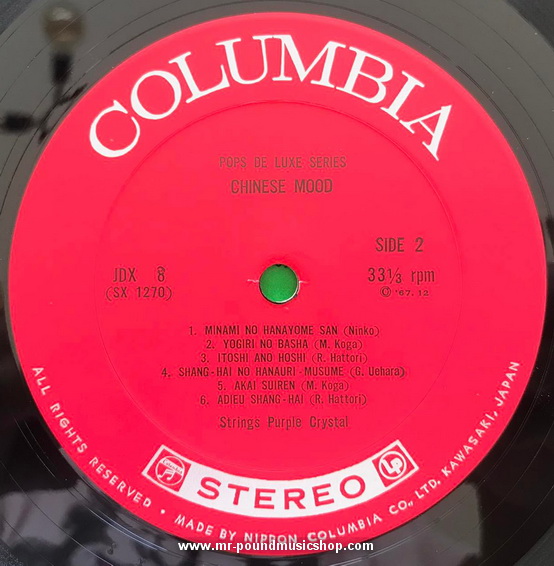 COLUMBIA
POPS DE LUXE SERIES
CHINESE MOOD
SIDE 2
JDX 8
(SX 1270)
33 1/3 rpm
Ⓒ '67. 12
1. MINAMI NO HANAYOME SAN (Ninko)
2. YOGIRI NO BASHA (M. Koga)
3. ITOSHI ANO HOSHI (R. Hattori)
4. SHANG-HAI NO HANAURI-MUSUME (G. Uehara)
5. AKAI SUIREN (M. Koga)
6. ADIEU SHANG-HAI (R. Hattori)
Strings Purple Crystal
STEREO
LP
ALL RIGHTS RESERVED • MADE BY NIPPON COLUMBIA CO., LTD. KAWASAKI, JAPAN
www.mr-poundmusicshop.com